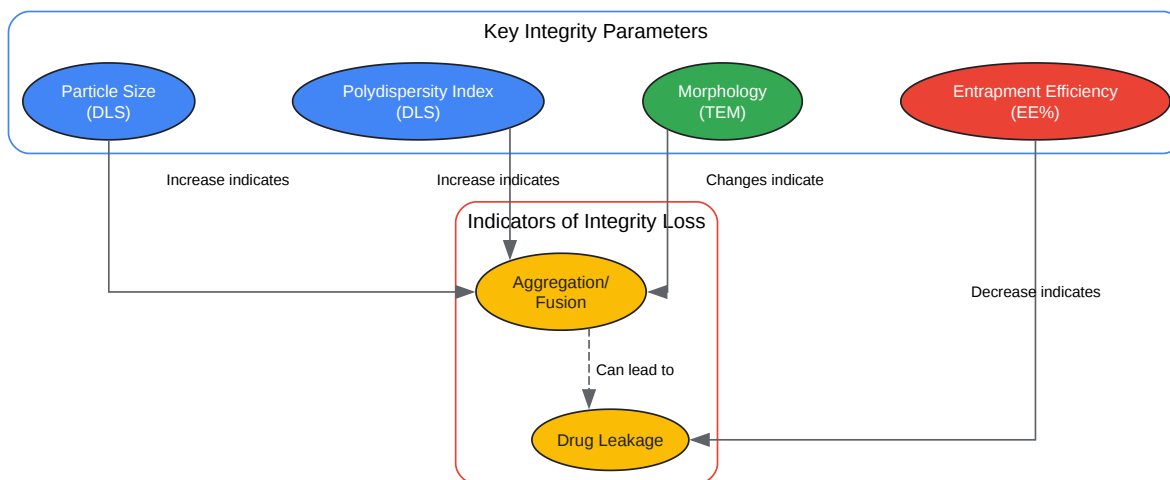 Key Integrity Parameters
Particle Size
(DLS)
Polydispersity Index
(DLS)
Morphology
(TEM)
Entrapment Efficiency
(EE%)
Increase indicates
Increase indicates
Changes indicate
Indicators of Integrity Loss
Aggregation/
Fusion
Decrease indicates
Can lead to
Drug Leakage